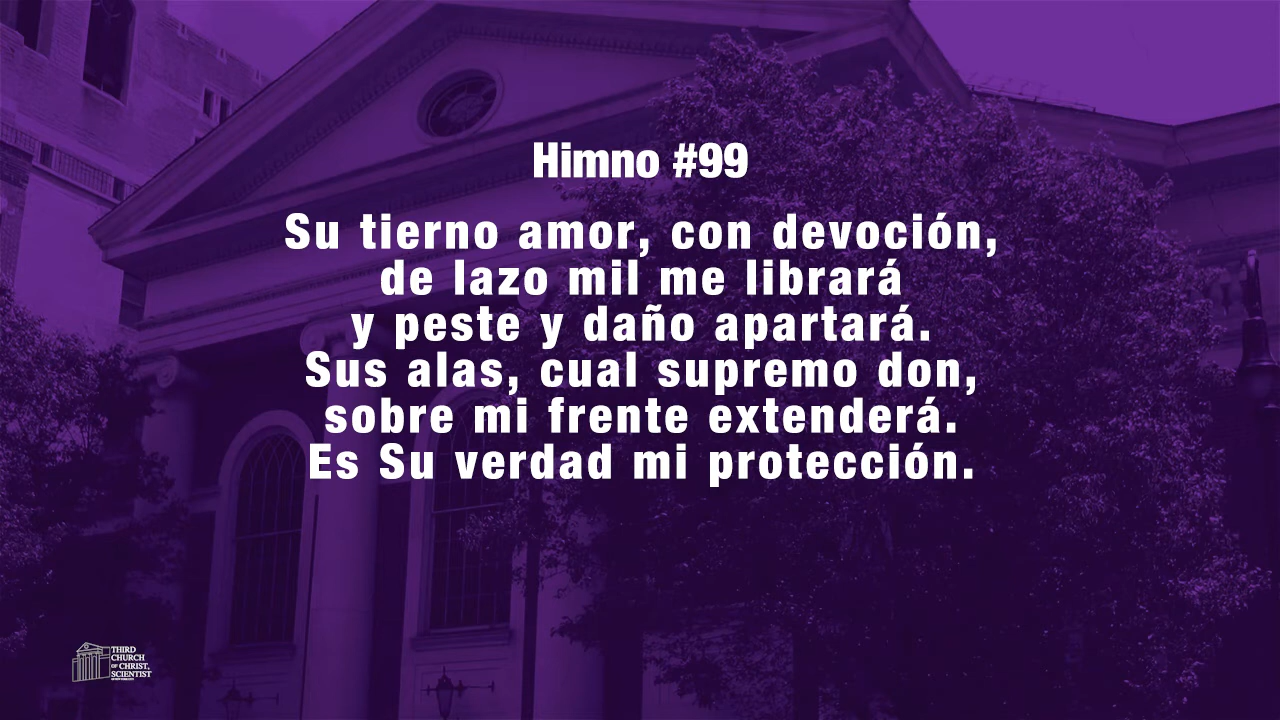 Himno #99
Su tierno amor, con devoción,
de lazo mil me librará
y peste y daño apartará.
Sus alas, cual supremo don,
sobre mi frente extenderá.
Es Su verdad mi protección.
THIRD
CHURCH
OF CHRIST,
SCIENTIST